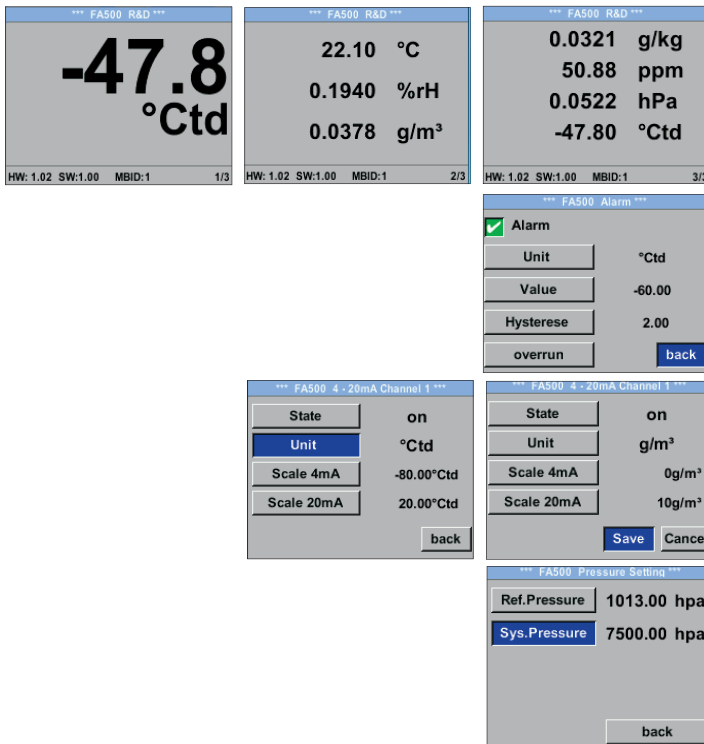 *** FA500 R&D ***
-47.8
°Ctd
HW: 1.02 SW:1.00 MBID:1 1/3
*** FA500 R&D ***
22.10 °C
0.1940 %rH
0.0378 g/m³
HW: 1.02 SW:1.00 MBID:1 2/3
*** FA500 R&D ***
0.0321 g/kg
50.88 ppm
0.0522 hPa
-47.80 °Ctd
HW: 1.02 SW:1.00 MBID:1 3/3
*** FA500 Alarm ***
Alarm
Unit °Ctd
Value -60.00
Hysterese 2.00
overrun back
*** FA500 4 - 20mA Channel 1 ***
State on
Unit °Ctd
Scale 4mA -80.00°Ctd
Scale 20mA 20.00°Ctd
back
*** FA500 4 - 20mA Channel 1 ***
State on
Unit g/m³
Scale 4mA 0g/m³
Scale 20mA 10g/m³
Save Cance
*** FA500 Pressure Setting ***
Ref.Pressure 1013.00 hpa
Sys.Pressure 7500.00 hpa
back